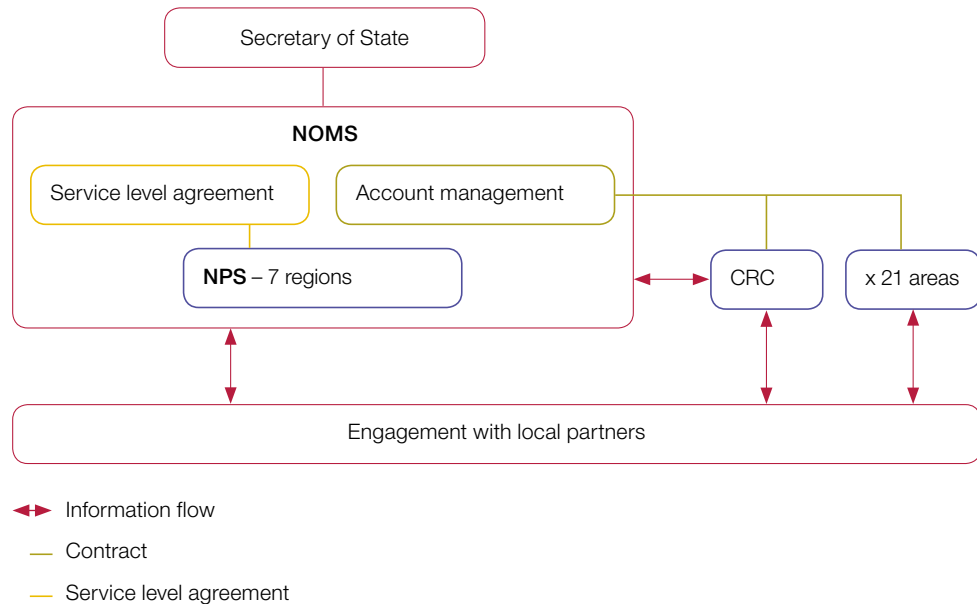 Secretary of State
NOMS
Service level agreement
Account management
NPS – 7 regions
CRC
x 21 areas
Engagement with local partners
Information flow
Contract
Service level agreement